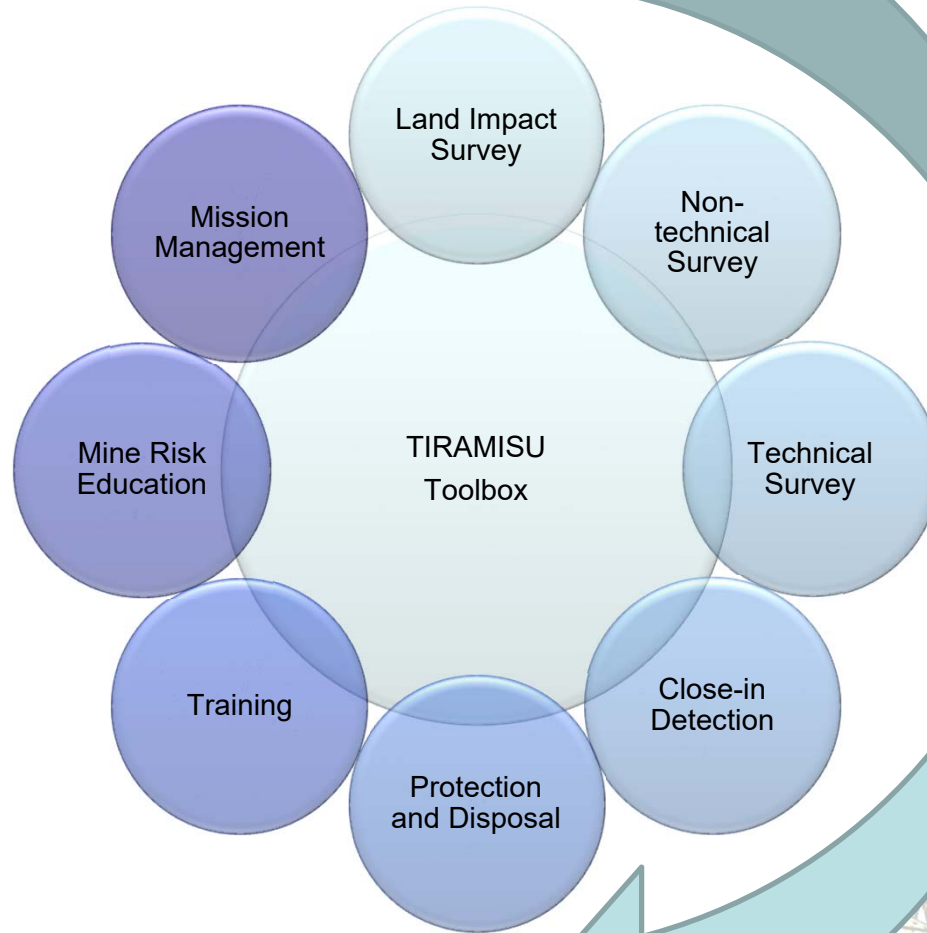 Land Impact
Survey
Non-
technical
Survey
Technical
Survey
Close-in
Detection
Protection
and Disposal
Training
Mine Risk
Education
Mission
Management
TIRAMISU
Toolbox